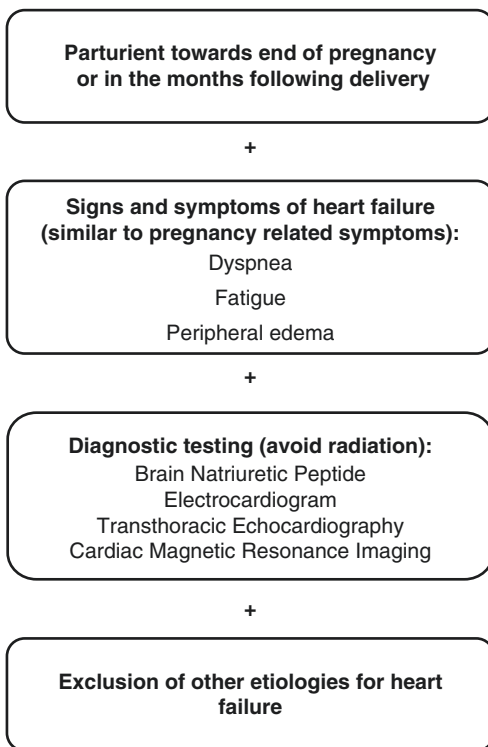 Parturient towards end of pregnancy
or in the months following delivery
+
Signs and symptoms of heart failure
(similar to pregnancy related symptoms):
Dyspnea
Fatigue
Peripheral edema
+
Diagnostic testing (avoid radiation):
Brain Natriuretic Peptide
Electrocardiogram
Transthoracic Echocardiography
Cardiac Magnetic Resonance Imaging
+
Exclusion of other etiologies for heart
failure